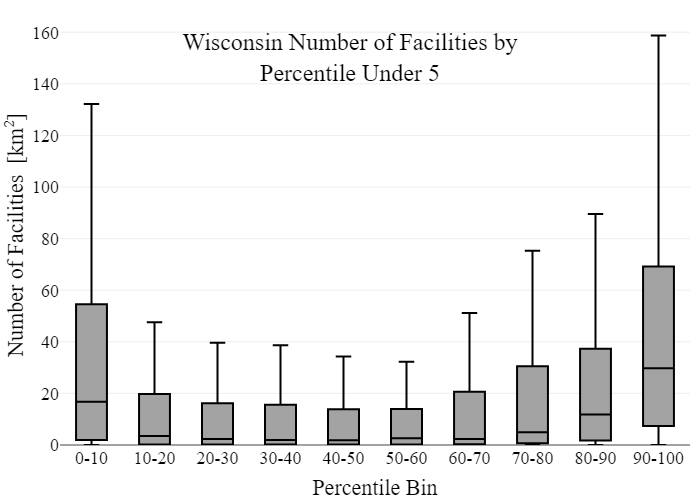 Wisconsin Number of Facilities by
Percentile Under 5
Number of Facilities [km²]
160
140
120
100
80
60
40
20
0
0-10 10-20 20-30 30-40 40-50 50-60 60-70 70-80 80-90 90-100
Percentile Bin